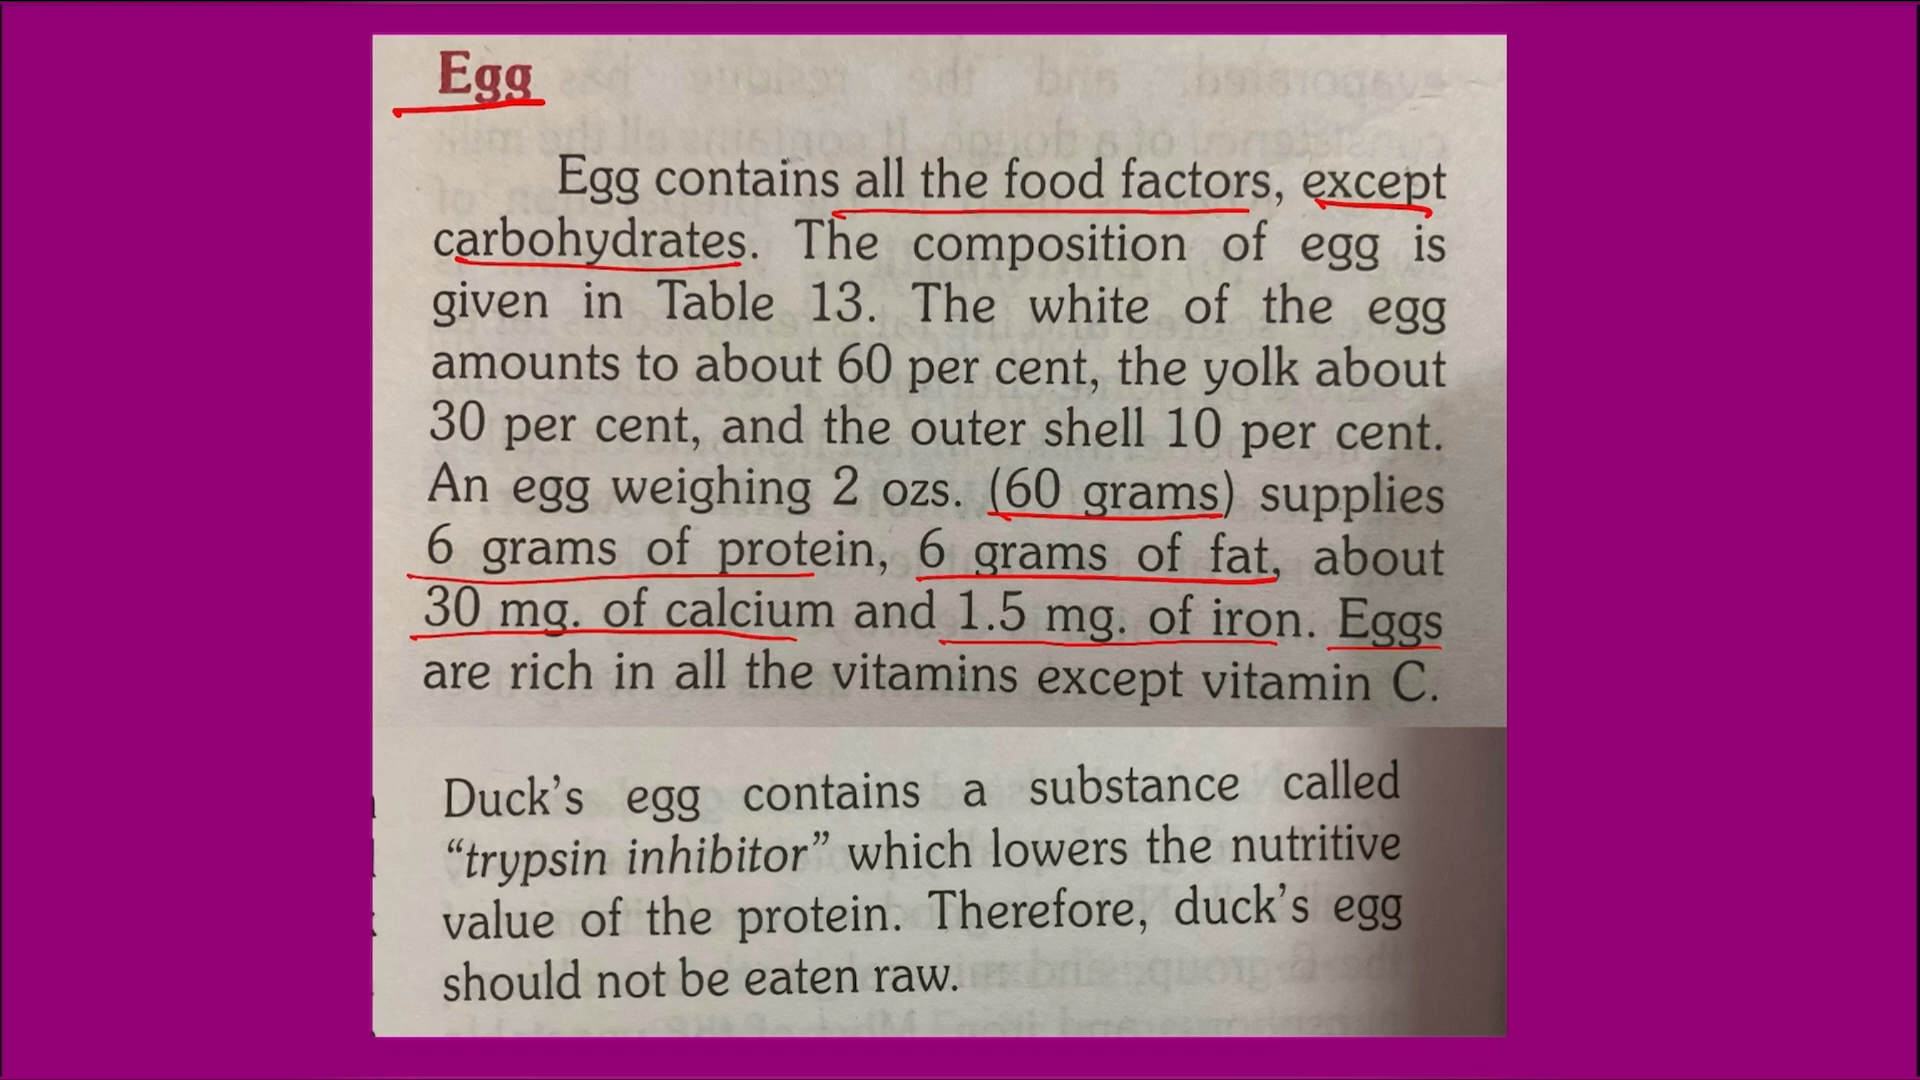 Egg
Egg contains all the food factors, except
carbohydrates. The composition of egg is
given in Table 13. The white of the egg
amounts to about 60 per cent, the yolk about
30 per cent, and the outer shell 10 per cent.
An egg weighing 2 ozs. (60 grams) supplies
6 grams of protein, 6 grams of fat, about
30 mg. of calcium and 1.5 mg. of iron. Eggs
are rich in all the vitamins except vitamin C.
Duck's egg contains a substance called
“trypsin inhibitor” which lowers the nutritive
value of the protein. Therefore, duck's egg
should not be eaten raw.